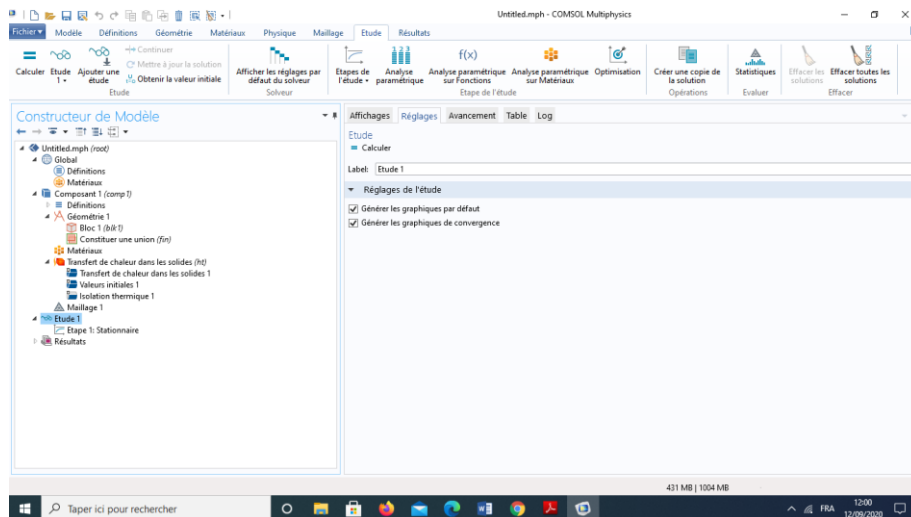 Untitled.mph - COMSOL Multiphysics
Fichier Modèle Définitions Géométrie Matériaux Physique Maillage Etude Résultats
Calculer
Etude 1
Ajouter une étude
Continuer
Mettre à jour la solution
Obtenir la valeur initiale
Etude
Afficher les réglages par défaut du solveur
Solveur
Etapes de l'étude
Analyse paramétrique
f(x)
Analyse paramétrique sur Fonctions
Analyse paramétrique sur Matériaux
Optimisation
Etape de l'étude
Créer une copie de la solution
Opérations
Statistiques
Evaluer
Effacer les solutions
Effacer toutes les solutions
Effacer
Constructeur de Modèle
Untitled.mph (root)
Global
Définitions
Matériaux
Composant 1 (comp1)
Définitions
Géométrie 1
Bloc 1 (blk1)
Constituer une union (fin)
Matériaux
Transfert de chaleur dans les solides (ht)
Transfert de chaleur dans les solides 1
Valeurs initiales 1
Isolation thermique 1
Maillage 1
Etude 1
Etape 1: Stationnaire
Résultats
Affichages Réglages Avancement Table Log
Etude
Calculer
Label: Etude 1
Réglages de l'étude
Générer les graphiques par défaut
Générer les graphiques de convergence
431 MB | 1004 MB
Taper ici pour rechercher
FRA
12:00
12/09/2020